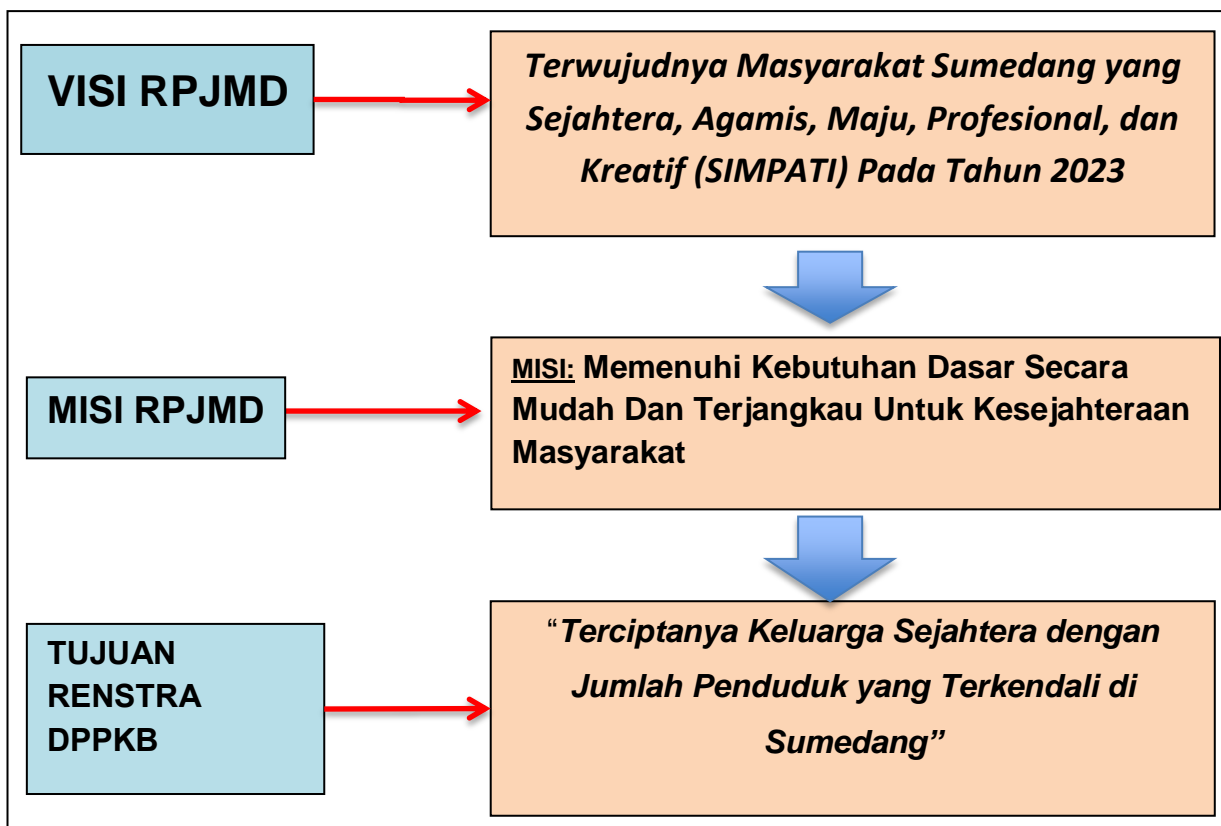 VISI RPJMD
Terwujudnya Masyarakat Sumedang yang
Sejahtera, Agamis, Maju, Profesional, dan
Kreatif (SIMPATI) Pada Tahun 2023
MISI RPJMD
MISI: Memenuhi Kebutuhan Dasar Secara
Mudah Dan Terjangkau Untuk Kesejahteraan
Masyarakat
TUJUAN
RENSTRA
DPPKB
“Terciptanya Keluarga Sejahtera dengan
Jumlah Penduduk yang Terkendali di
Sumedang”